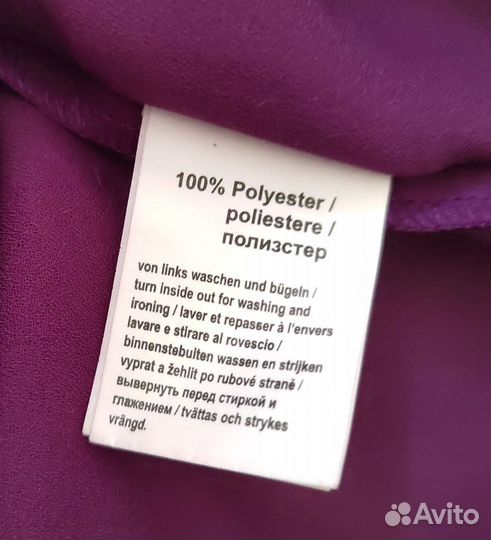 100% Polyester /
poliestere /
полизстер
von links waschen und bügeln /
turn inside out for washing and
ironing / laver et repasser à l'envers
lavare e stirare al rovescio /
binnenstebuiten wassen en strijken
vyprat a žehlit po rubové straně /
вывернуть перед стиркой и
глажением / tvättas och strykes
vrängd.
Avito